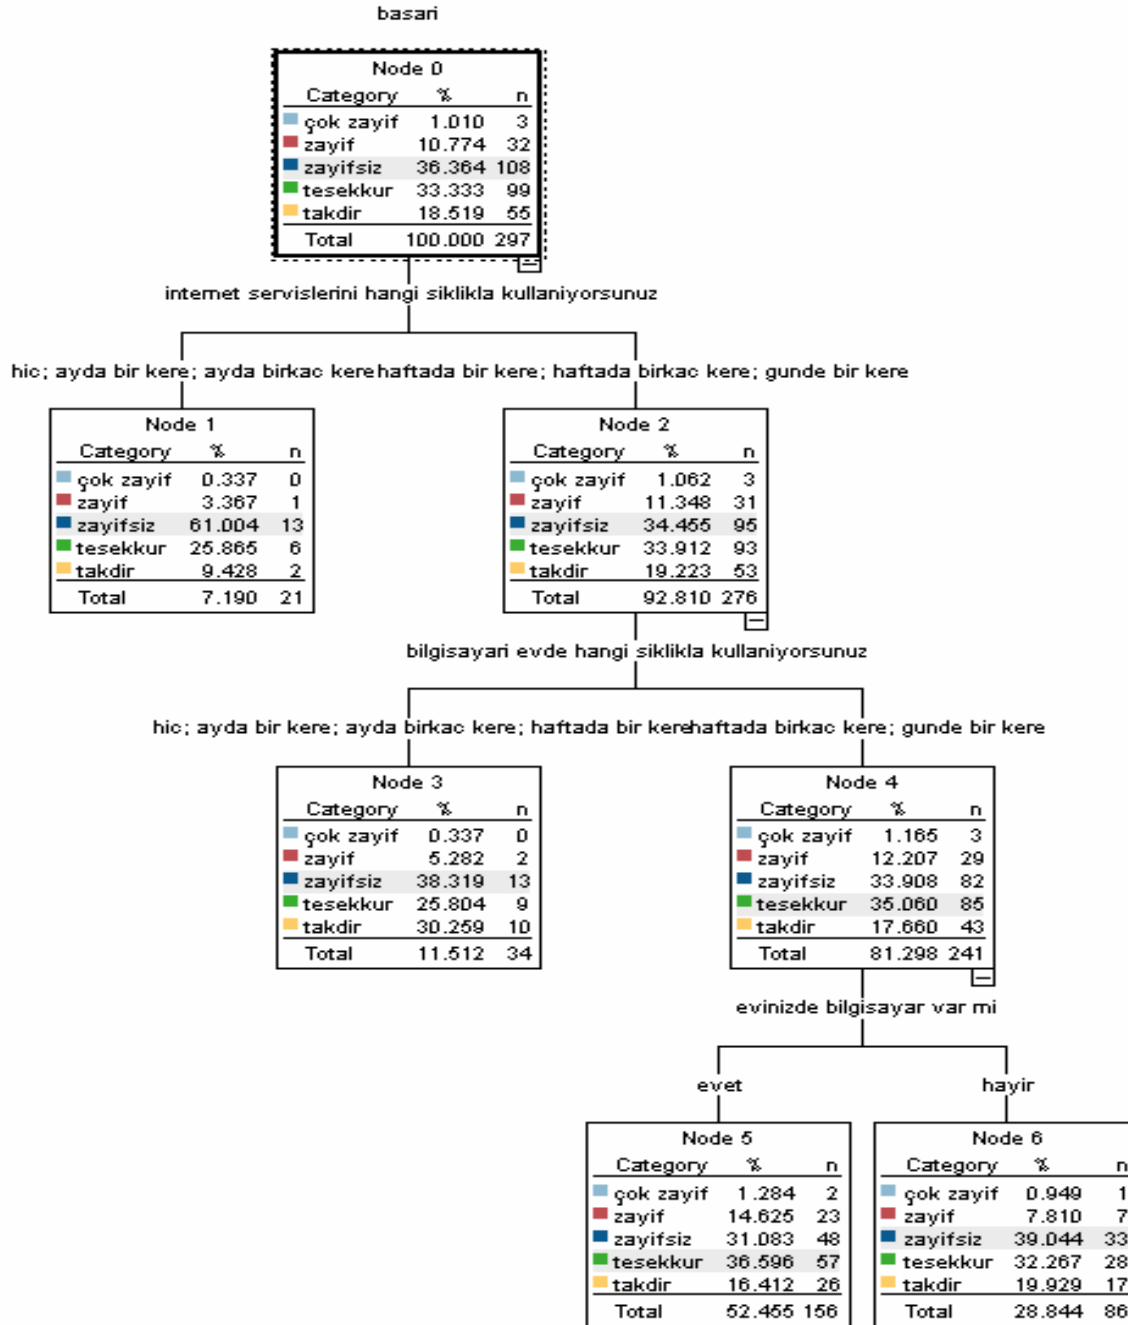 basari
Node 0
Category % n
çok zayif 1.010 3
zayif 10.774 32
zayifsiz 36.364 108
tesekkur 33.333 99
takdir 18.519 55
Total 100.000 297
internet servislerini hangi siklikla kullaniyorsunuz
hic; ayda bir kere; ayda birkac kere
haftada bir kere; haftada birkac kere; gunde bir kere
Node 1
Category % n
çok zayif 0.337 0
zayif 3.367 1
zayifsiz 61.004 13
tesekkur 25.865 6
takdir 9.428 2
Total 7.190 21
Node 2
Category % n
çok zayif 1.062 3
zayif 11.348 31
zayifsiz 34.455 95
tesekkur 33.912 93
takdir 19.223 53
Total 92.810 276
bilgisayari evde hangi siklikla kullaniyorsunuz
hic; ayda bir kere; ayda birkac kere; haftada bir kere
haftada birkac kere; gunde bir kere
Node 3
Category % n
çok zayif 0.337 0
zayif 5.282 2
zayifsiz 38.319 13
tesekkur 25.804 9
takdir 30.259 10
Total 11.512 34
Node 4
Category % n
çok zayif 1.165 3
zayif 12.207 29
zayifsiz 33.908 82
tesekkur 35.060 85
takdir 17.660 43
Total 81.298 241
evinizde bilgisayar var mi
evet
hayir
Node 5
Category % n
çok zayif 1.284 2
zayif 14.625 23
zayifsiz 31.083 48
tesekkur 36.596 57
takdir 16.412 26
Total 52.455 156
Node 6
Category % n
çok zayif 0.949 1
zayif 7.810 7
zayifsiz 39.044 33
tesekkur 32.267 28
takdir 19.929 17
Total 28.844 86